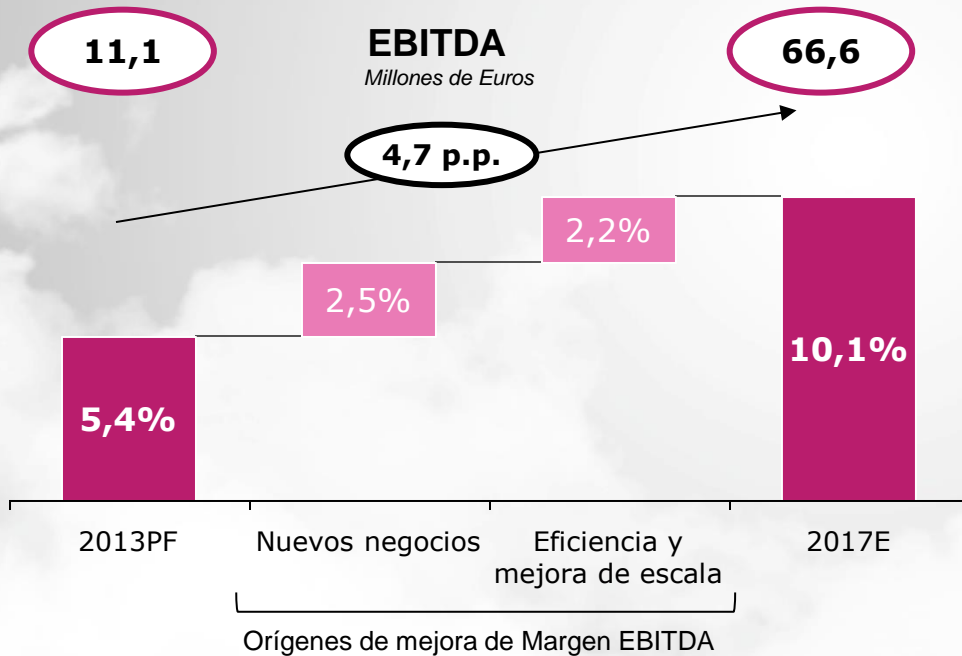 11,1
EBITDA
66,6
Millones de Euros
4,7 p.p.
2,2%
2,5%
10,1%
5,4%
2013PF
Nuevos negocios
Eficiencia y
mejora de escala
2017E
Orígenes de mejora de Margen EBITDA